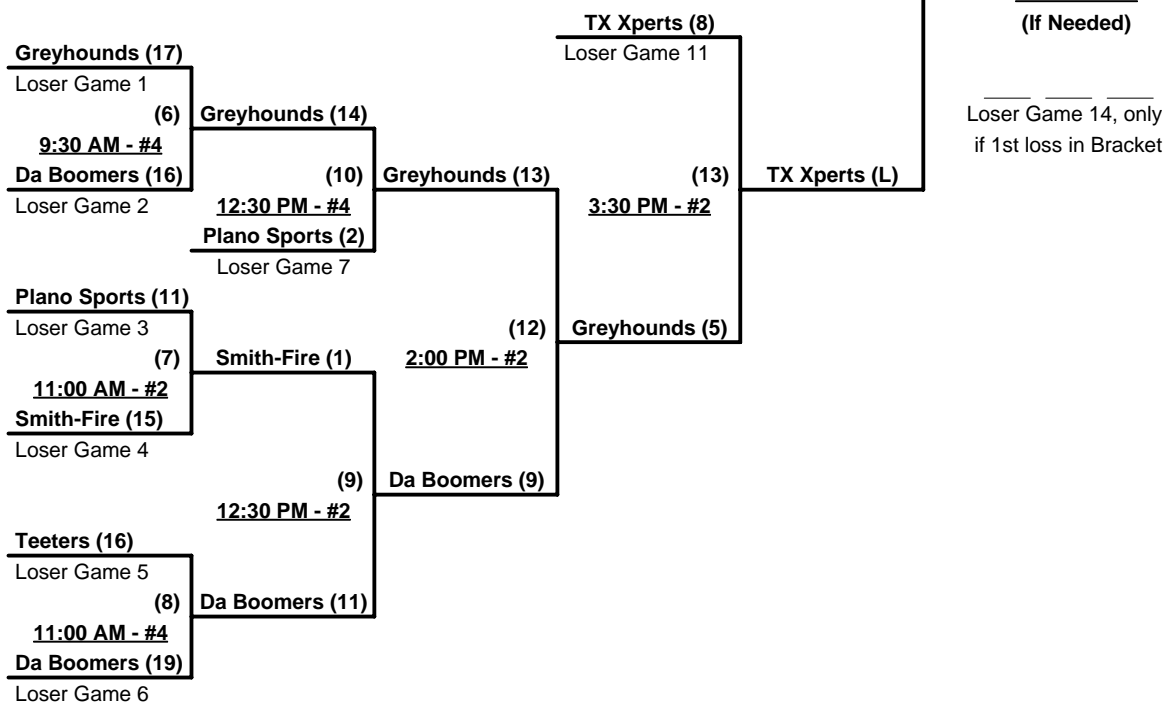 TX Xperts (8)
(If Needed)
Greyhounds (17)
Loser Game 11
Loser Game 1
(6)
Greyhounds (14)
___ ___ ___
Loser Game 14, only
9:30 AM - #4
if 1st loss in Bracket
Da Boomers (16)
(10)
Greyhounds (13)
(13)
TX Xperts (L)
Loser Game 2
12:30 PM - #4
3:30 PM - #2
Plano Sports (2)
Loser Game 7
Plano Sports (11)
Loser Game 3
(12)
Greyhounds (5)
(7)
Smith-Fire (1)
2:00 PM - #2
11:00 AM - #2
Smith-Fire (15)
Loser Game 4
(9)
Da Boomers (9)
12:30 PM - #2
Teeters (16)
Loser Game 5
(8)
Da Boomers (11)
11:00 AM - #4
Da Boomers (19)
Loser Game 6